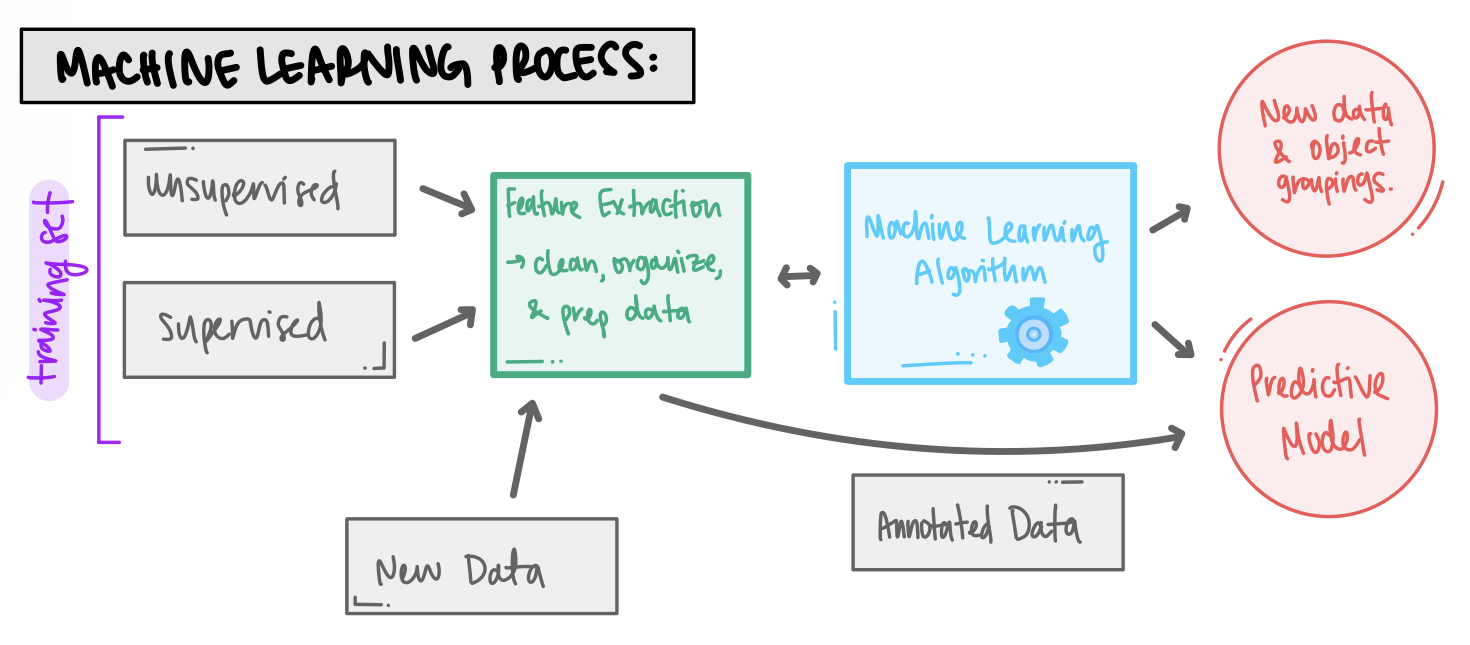 MACHINE LEARNING PROCESS:
training set
unsupervised
supervised
Feature Extraction
→ clean, organize,
& prep data
Machine Learning
Algorithm
New data
& object
groupings.
Predictive
Model
New Data
Annotated Data